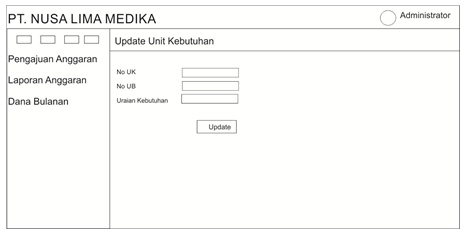 PT. NUSA LIMA MEDIKA
Administrator
Update Unit Kebutuhan
Pengajuan Anggaran
Laporan Anggaran
Dana Bulanan
No UK
No UB
Uraian Kebutuhan
Update